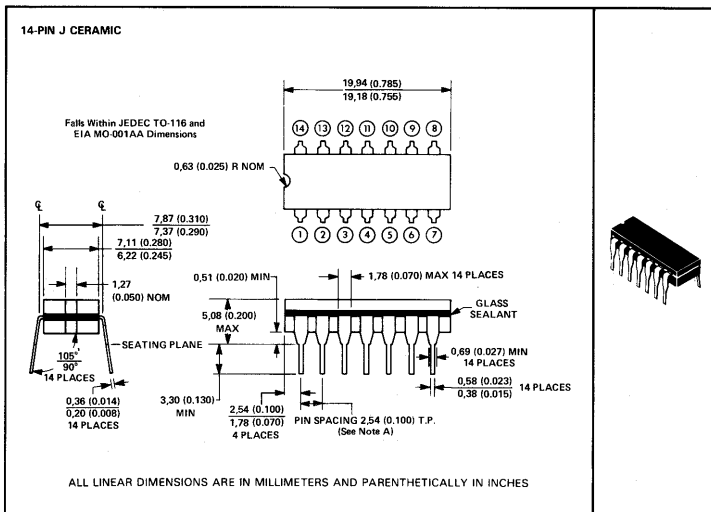 14-PIN J CERAMIC
19,94 (0.785)
19,18 (0.755)
Falls Within JEDEC TO-116 and
EIA MO-001AA Dimensions
14 13 12 11 10 9 8
0,63 (0.025) R NOM
1 2 3 4 5 6 7
℄ ℄
7,87 (0.310)
7,37 (0.290)
7,11 (0.280)
6,22 (0.245)
1,27
(0.050) NOM
0,51 (0.020) MIN
1,78 (0.070) MAX 14 PLACES
5,08 (0.200)
MAX
GLASS
SEALANT
SEATING PLANE
105°
90°
14 PLACES
0,69 (0.027) MIN
14 PLACES
0,36 (0.014)
0,20 (0.008)
14 PLACES
3,30 (0.130)
MIN
0,58 (0.023)
0,38 (0.015)
14 PLACES
2,54 (0.100)
1,78 (0.070)
4 PLACES
PIN SPACING 2,54 (0.100) T.P.
(See Note A)
ALL LINEAR DIMENSIONS ARE IN MILLIMETERS AND PARENTHETICALLY IN INCHES